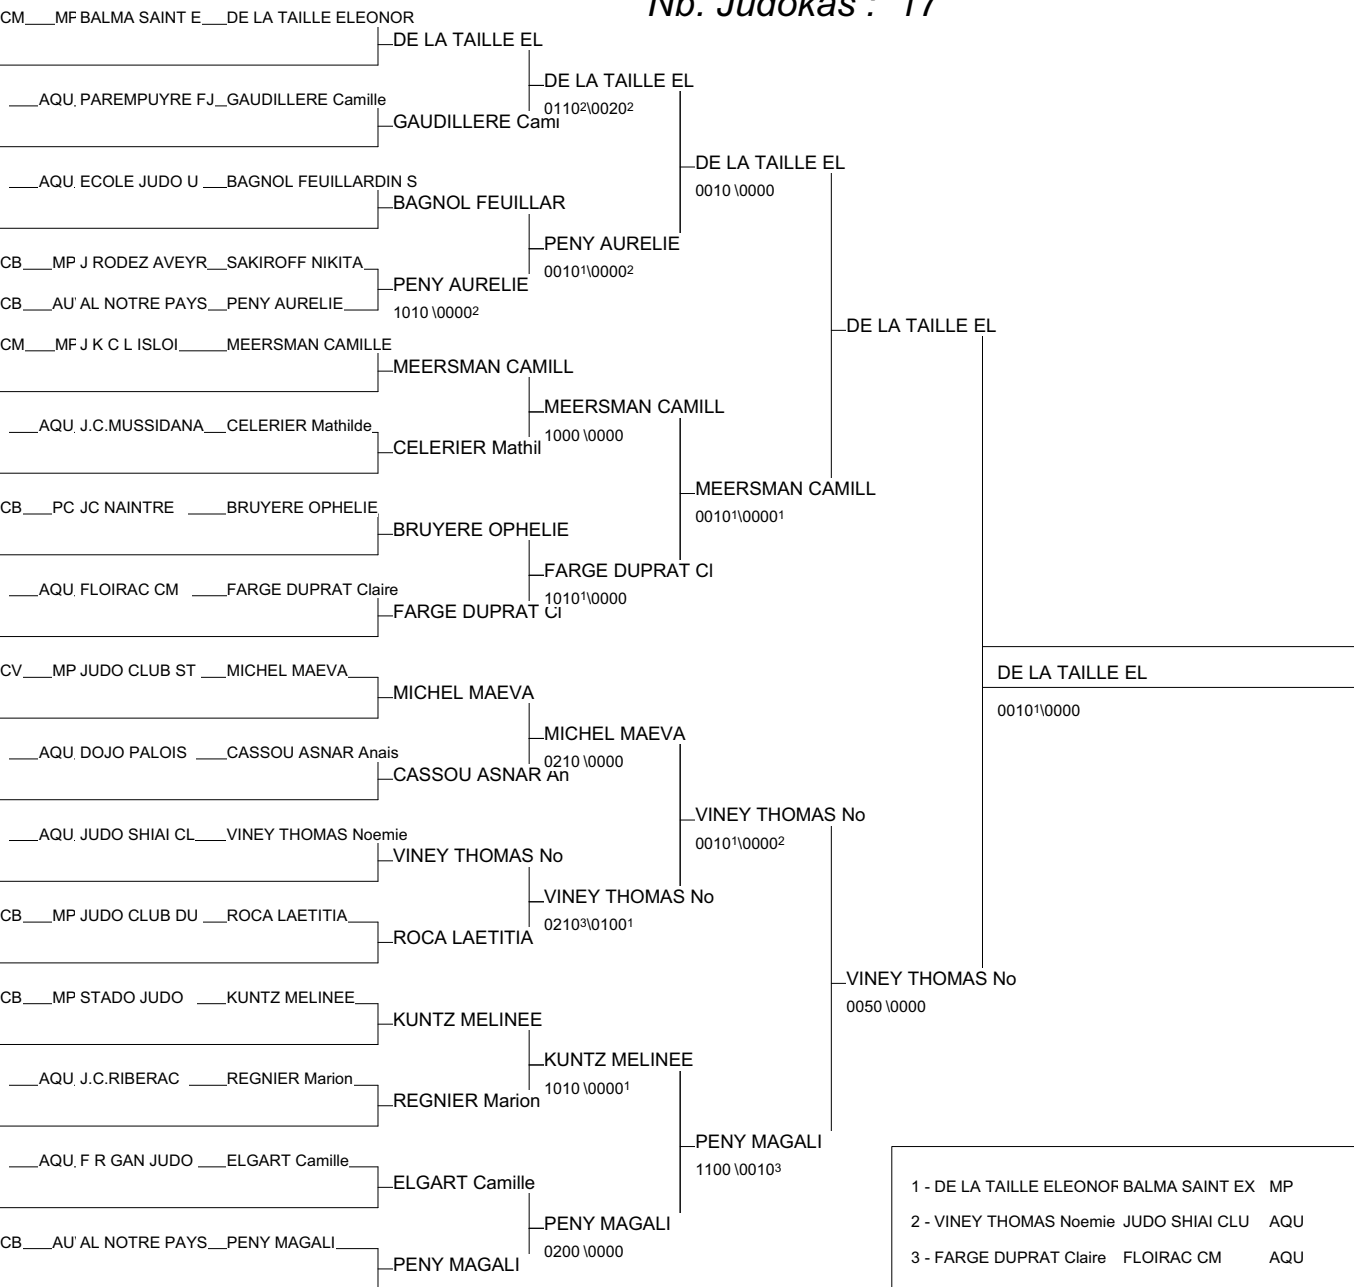 Nb. Judokas : 17
CM MP BALMA SAINT E DE LA TAILLE ELEONOR
DE LA TAILLE EL
DE LA TAILLE EL
0110²\0020²
AQU PAREMPUYRE FJ GAUDILLERE Camille
GAUDILLERE Cami
DE LA TAILLE EL
0010 \0000
AQU ECOLE JUDO U BAGNOL FEUILLARDIN S
BAGNOL FEUILLAR
PENY AURELIE
0010¹\0000²
CB MP J RODEZ AVEYR SAKIROFF NIKITA
PENY AURELIE
1010 \0000²
CB AU AL NOTRE PAYS PENY AURELIE
DE LA TAILLE EL
CM MP J K C L ISLOI MEERSMAN CAMILLE
MEERSMAN CAMILL
MEERSMAN CAMILL
1000 \0000
AQU J.C.MUSSIDANA CELERIER Mathilde
CELERIER Mathil
MEERSMAN CAMILL
0010¹\0000¹
CB PC JC NAINTRE BRUYERE OPHELIE
BRUYERE OPHELIE
FARGE DUPRAT Cl
1010¹\0000
AQU FLOIRAC CM FARGE DUPRAT Claire
FARGE DUPRAT Cl
DE LA TAILLE EL
0010¹\0000
CV MP JUDO CLUB ST MICHEL MAEVA
MICHEL MAEVA
MICHEL MAEVA
0210 \0000
AQU DOJO PALOIS CASSOU ASNAR Anais
CASSOU ASNAR An
VINEY THOMAS No
0010¹\0000²
AQU JUDO SHIAI CL VINEY THOMAS Noemie
VINEY THOMAS No
VINEY THOMAS No
0210³\0100¹
CB MP JUDO CLUB DU ROCA LAETITIA
ROCA LAETITIA
VINEY THOMAS No
0050 \0000
CB MP STADO JUDO KUNTZ MELINEE
KUNTZ MELINEE
KUNTZ MELINEE
1010 \0000¹
AQU J.C.RIBERAC REGNIER Marion
REGNIER Marion
PENY MAGALI
1100 \0010³
AQU F R GAN JUDO ELGART Camille
ELGART Camille
PENY MAGALI
0200 \0000
CB AU AL NOTRE PAYS PENY MAGALI
PENY MAGALI
1 - DE LA TAILLE ELEONOR BALMA SAINT EX MP
2 - VINEY THOMAS Noemie JUDO SHIAI CLU AQU
3 - FARGE DUPRAT Claire FLOIRAC CM AQU